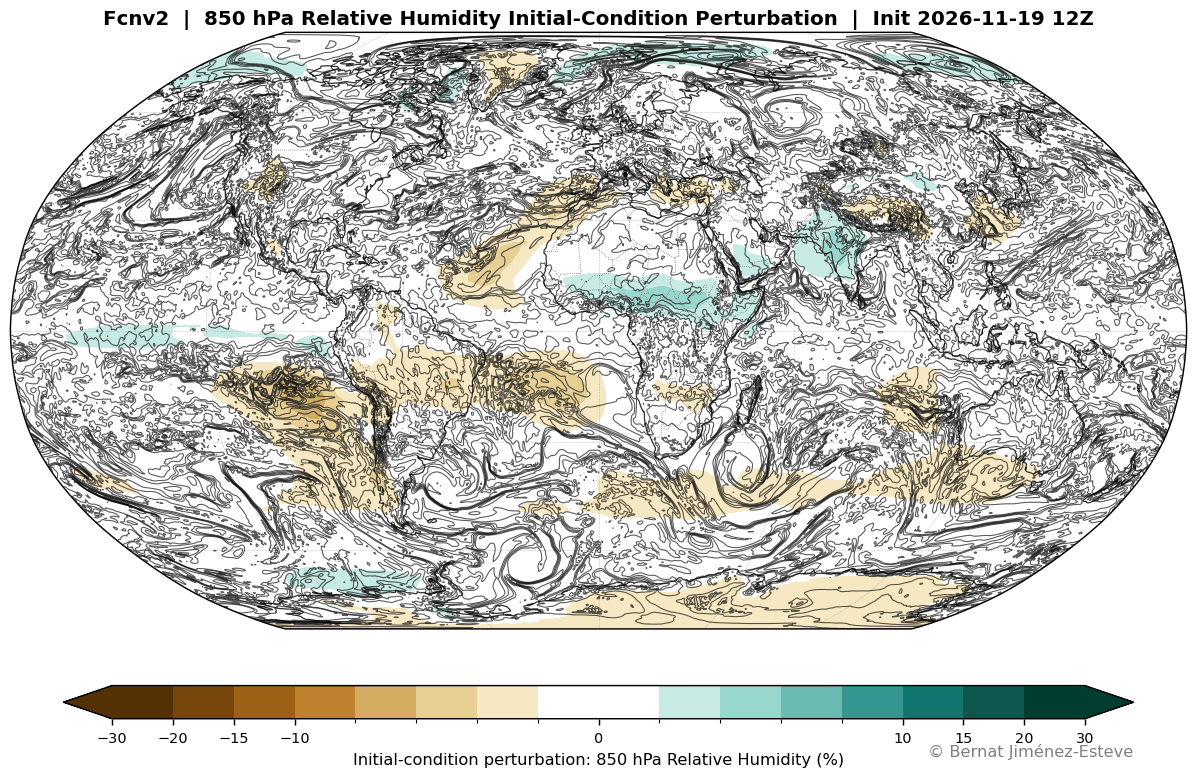 Fcnv2 | 850 hPa Relative Humidity Initial-Condition Perturbation | Init 2026-11-19 12Z
−30 −20 −15 −10 0 10 15 20 30
Initial-condition perturbation: 850 hPa Relative Humidity (%)
© Bernat Jiménez-Esteve